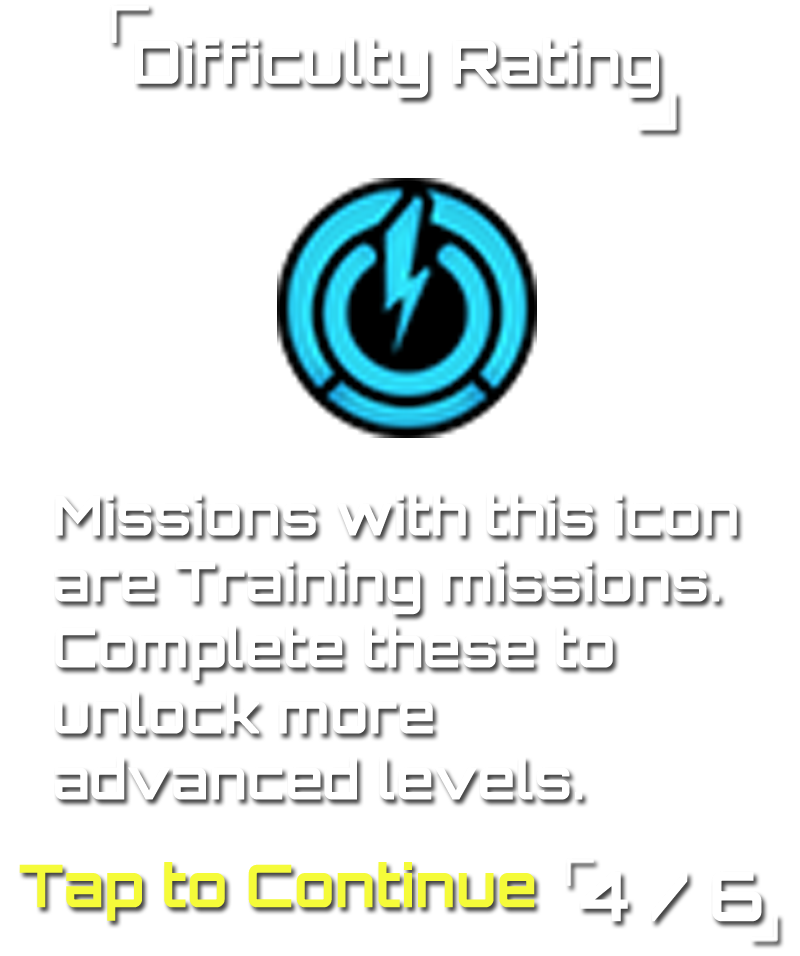 Difficulty Rating
Missions with this icon
are Training missions.
Complete these to
unlock more
advanced levels.
Tap to Continue 4 / 6